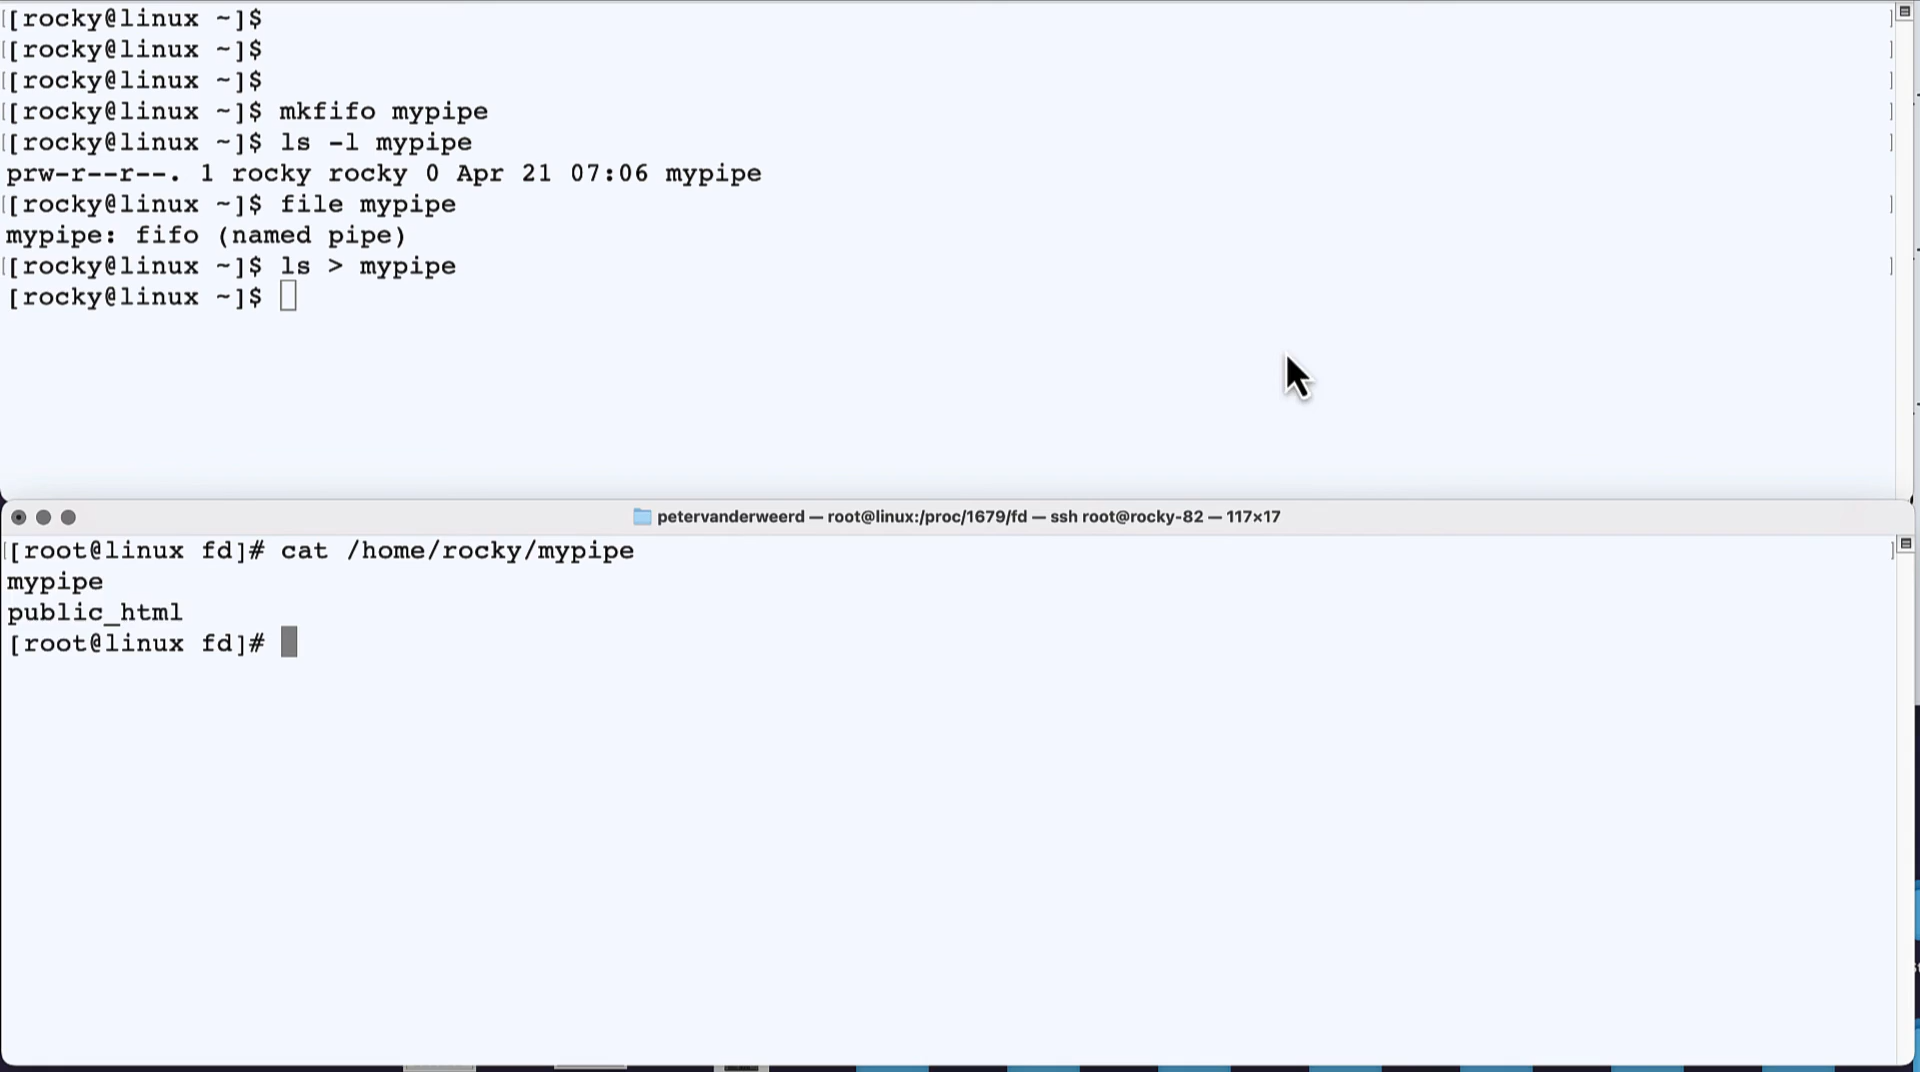 [rocky@linux ~]$
[rocky@linux ~]$
[rocky@linux ~]$
[rocky@linux ~]$ mkfifo mypipe
[rocky@linux ~]$ ls -l mypipe
prw-r--r--. 1 rocky rocky 0 Apr 21 07:06 mypipe
[rocky@linux ~]$ file mypipe
mypipe: fifo (named pipe)
[rocky@linux ~]$ ls > mypipe
[rocky@linux ~]$
petervanderweerd — root@linux:/proc/1679/fd — ssh root@rocky-82 — 117×17
[root@linux fd]# cat /home/rocky/mypipe
mypipe
public_html
[root@linux fd]#